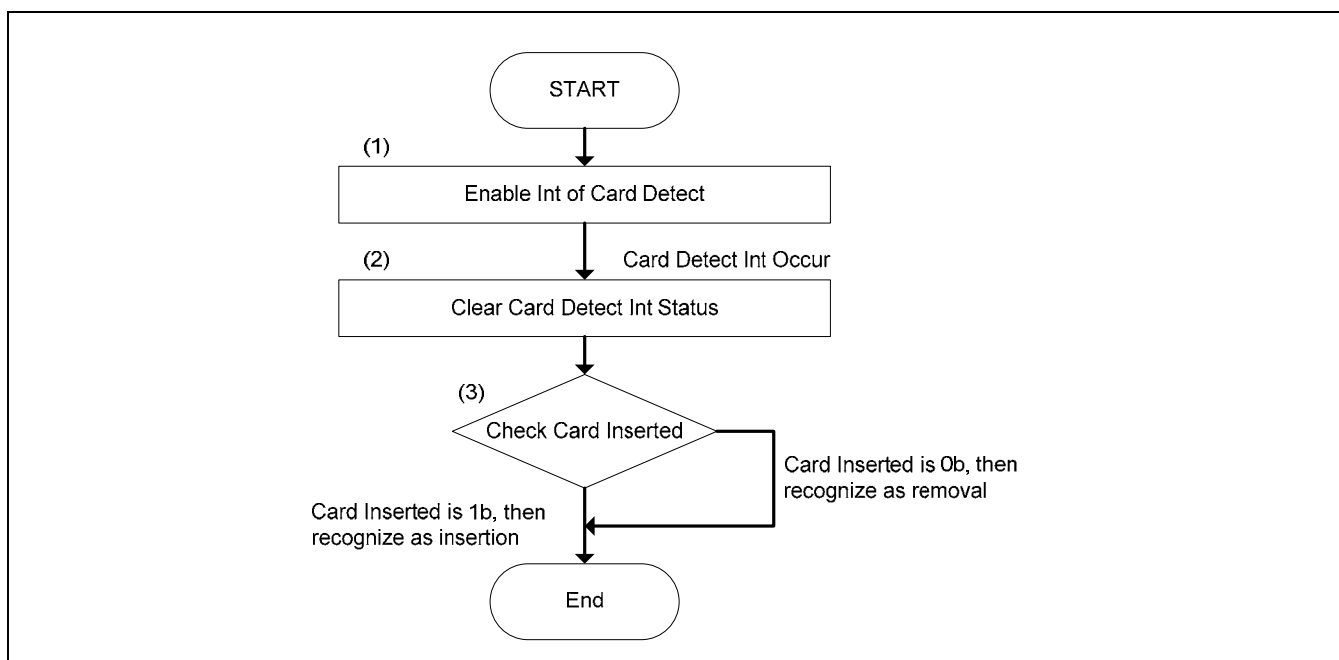 START
(1)
Enable Int of Card Detect
Card Detect Int Occur
(2)
Clear Card Detect Int Status
(3)
Check Card Inserted
Card Inserted is 0b, then
recognize as removal
Card Inserted is 1b, then
recognize as insertion
End